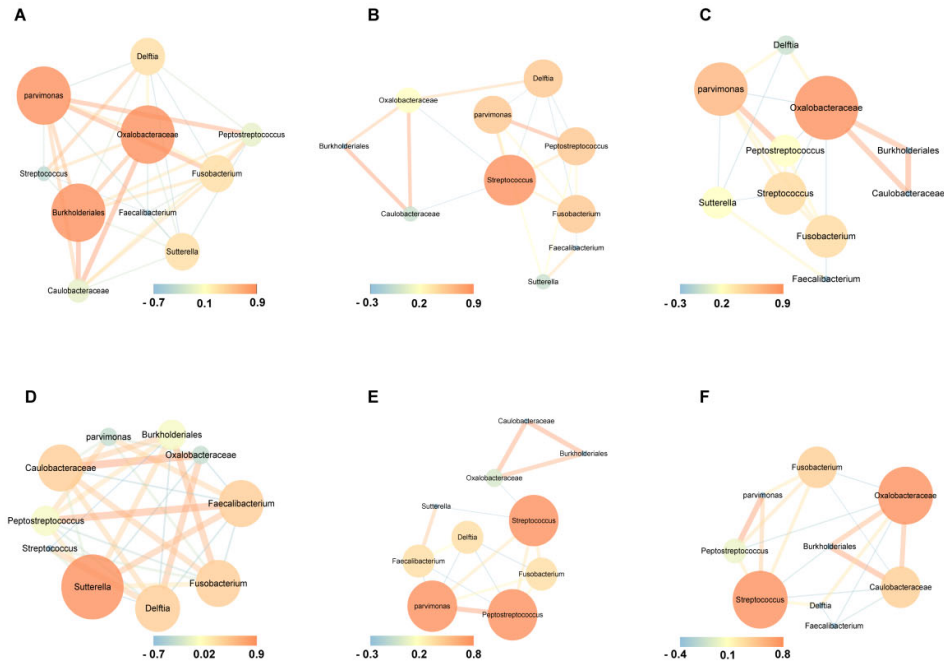 A
Delftia
parvimonas
Oxalobacteraceae
Peptostreptococcus
Streptococcus
Fusobacterium
Burkholderiales
Faecalibacterium
Sutterella
Caulobacteraceae
- 0.7
0.1
0.9
B
Delftia
Oxalobacteraceae
parvimonas
Burkholderiales
Peptostreptococcus
Streptococcus
Caulobacteraceae
Fusobacterium
Faecalibacterium
Sutterella
- 0.3
0.2
0.9
C
Delftia
parvimonas
Oxalobacteraceae
Peptostreptococcus
Burkholderiales
Streptococcus
Caulobacteraceae
Sutterella
Fusobacterium
Faecalibacterium
- 0.3
0.2
0.9
D
parvimonas
Burkholderiales
Oxalobacteraceae
Caulobacteraceae
Faecalibacterium
Peptostreptococcus
Streptococcus
Sutterella
Fusobacterium
Delftia
- 0.7
0.02
0.9
E
Caulobacteraceae
Burkholderiales
Oxalobacteraceae
Sutterella
Streptococcus
Delftia
Faecalibacterium
Fusobacterium
parvimonas
Peptostreptococcus
- 0.3
0.2
0.8
F
Fusobacterium
parvimonas
Oxalobacteraceae
Peptostreptococcus
Burkholderiales
Caulobacteraceae
Streptococcus
Delftia
Faecalibacterium
- 0.4
0.1
0.8